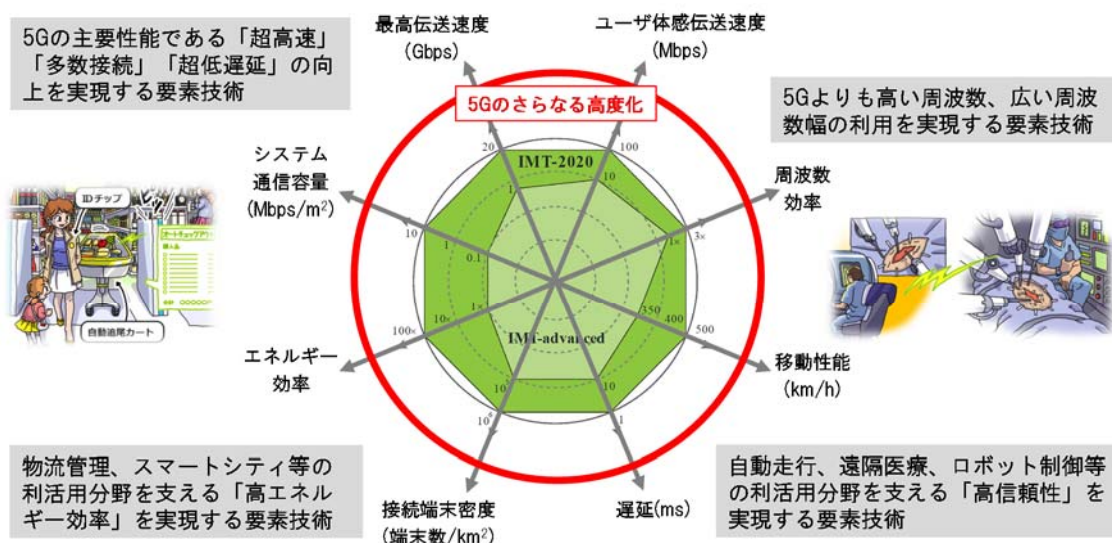 5Gの主要性能である「超高速」
「多数接続」「超低遅延」の向
上を実現する要素技術
最高伝送速度
(Gbps)
ユーザ体感伝送速度
(Mbps)
5Gのさらなる高度化
5Gよりも高い周波数、広い周波
数幅の利用を実現する要素技術
システム
通信容量
(Mbps/m²)
周波数
効率
IDチップ
自動追尾カート
20
1
IMT-2020
100
10
10
1
0.1
1×
3×
1×
10×
100×
350
400
500
IMT-advanced
エネルギー
効率
移動性能
(km/h)
10
1
10⁶
接続端末密度
(端末数/km²)
遅延(ms)
物流管理、スマートシティ等の
利活用分野を支える「高エネル
ギー効率」を実現する要素技術
自動走行、遠隔医療、ロボット制御等
の利活用分野を支える「高信頼性」を
実現する要素技術